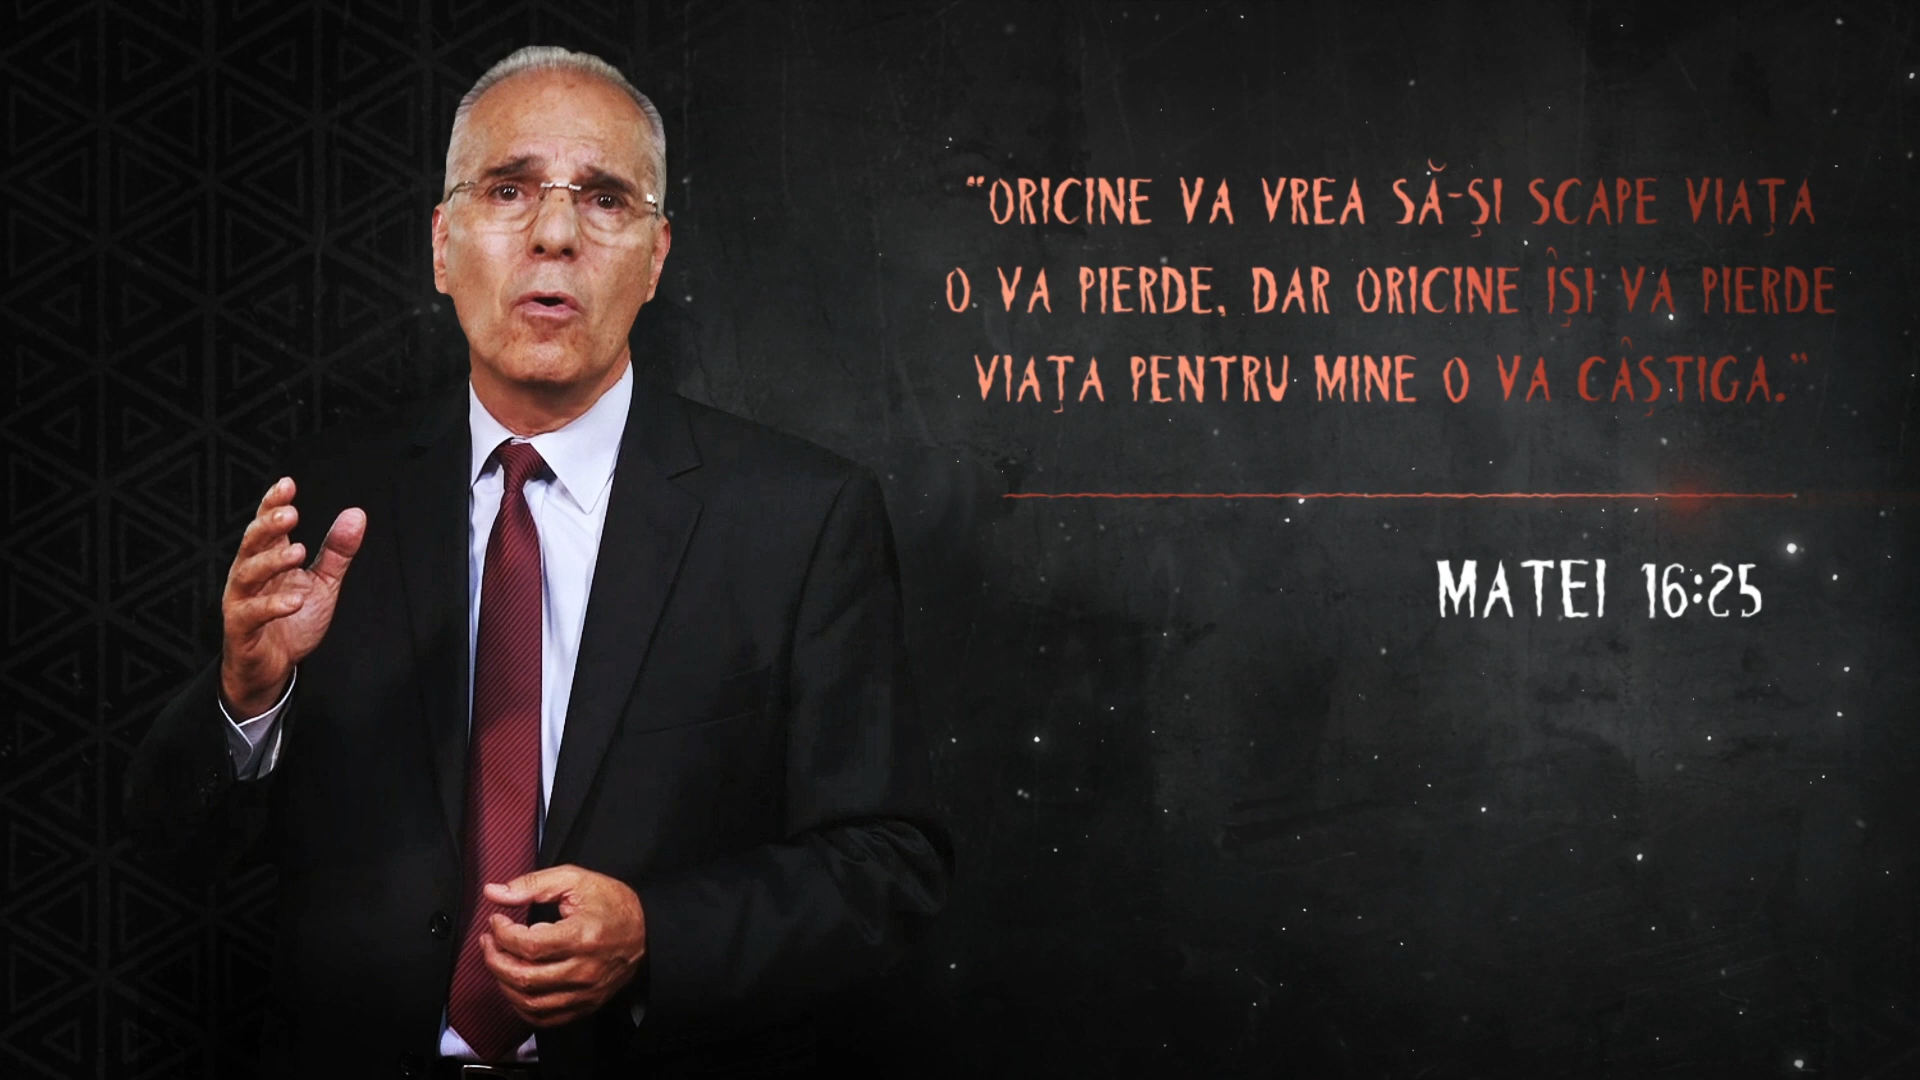 “ORICINE VA VREA SĂ-ŞI SCAPE VIAŢA
O VA PIERDE, DAR ORICINE ÎŞI VA PIERDE
VIAŢA PENTRU MINE O VA CÂŞTIGA.”
MATEI 16:25